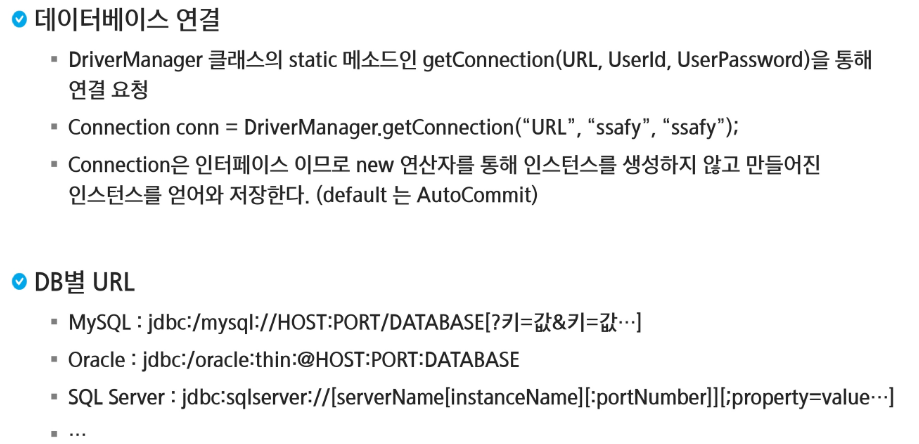 데이터베이스 연결
▪ DriverManager 클래스의 static 메소드인 getConnection(URL, UserId, UserPassword)을 통해
연결 요청
▪ Connection conn = DriverManager.getConnection(“URL”, “ssafy”, “ssafy”);
▪ Connection은 인터페이스 이므로 new 연산자를 통해 인스턴스를 생성하지 않고 만들어진
인스턴스를 얻어와 저장한다. (default 는 AutoCommit)
DB별 URL
▪ MySQL : jdbc:/mysql://HOST:PORT/DATABASE[?키=값&키=값…]
▪ Oracle : jdbc:/oracle:thin:@HOST:PORT:DATABASE
▪ SQL Server : jdbc:sqlserver://[serverName[instanceName][:portNumber]][;property=value…]
▪ …